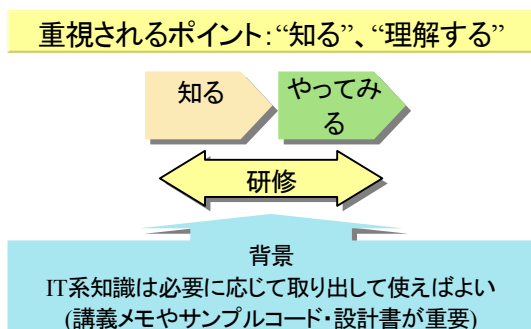 重視されるポイント：“知る”、“理解する”
知る
やってみ
る
研修
背景
IT系知識は必要に応じて取り出して使えばよい
(講義メモやサンプルコード・設計書が重要)